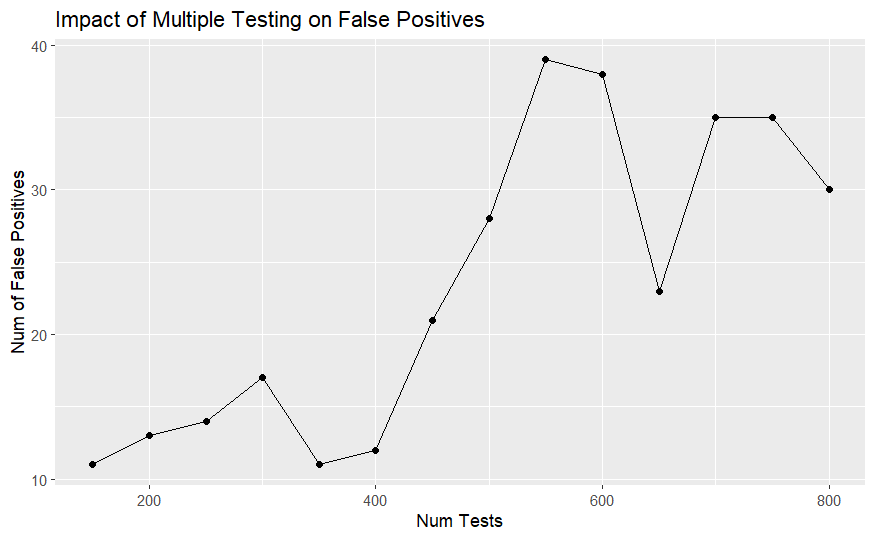 Impact of Multiple Testing on False Positives
40
30
20
10
Num of False Positives
200 400 600 800
Num Tests